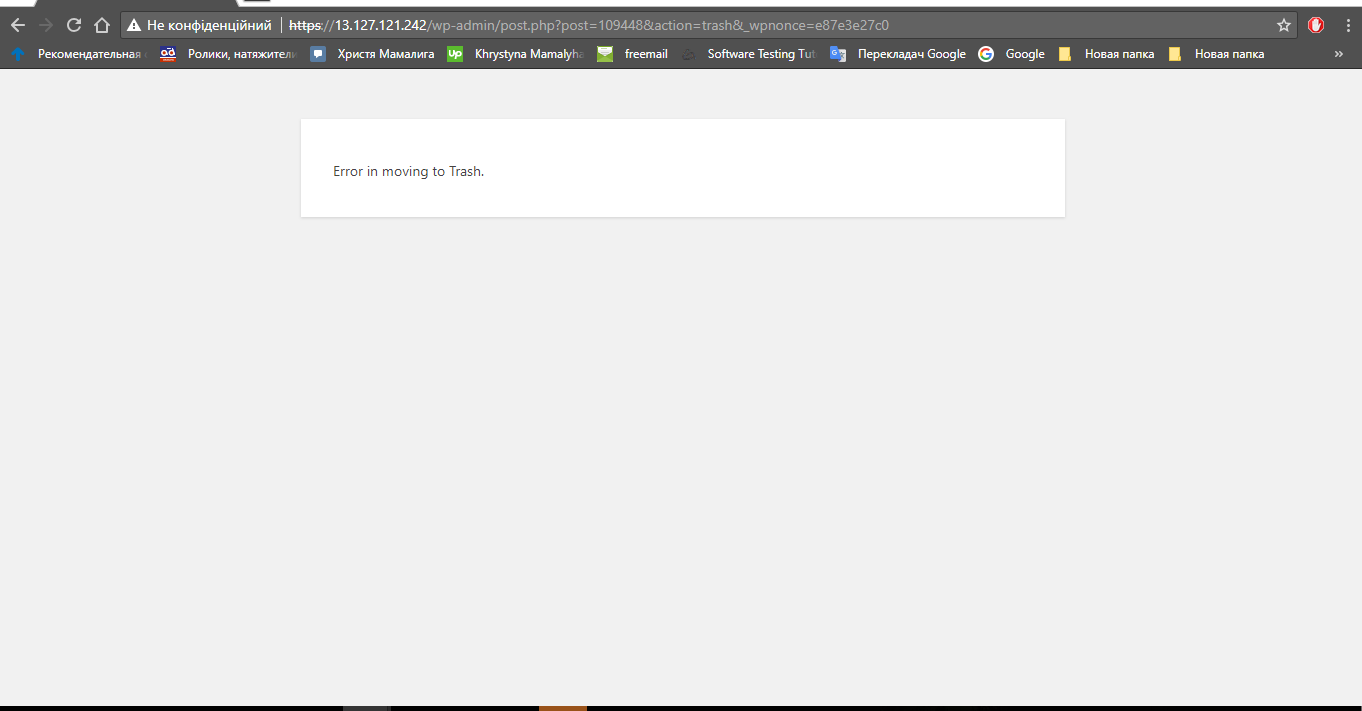 Не конфіденційний | https://13.127.121.242/wp-admin/post.php?post=109448&action=trash&_wpnonce=e87e3e27c0
Рекомендательная Ролики, натяжители Христя Мамалига Up Khrystyna Mamalyha freemail Software Testing Tut Перекладач Google Google Новая папка Новая папка »
Error in moving to Trash.